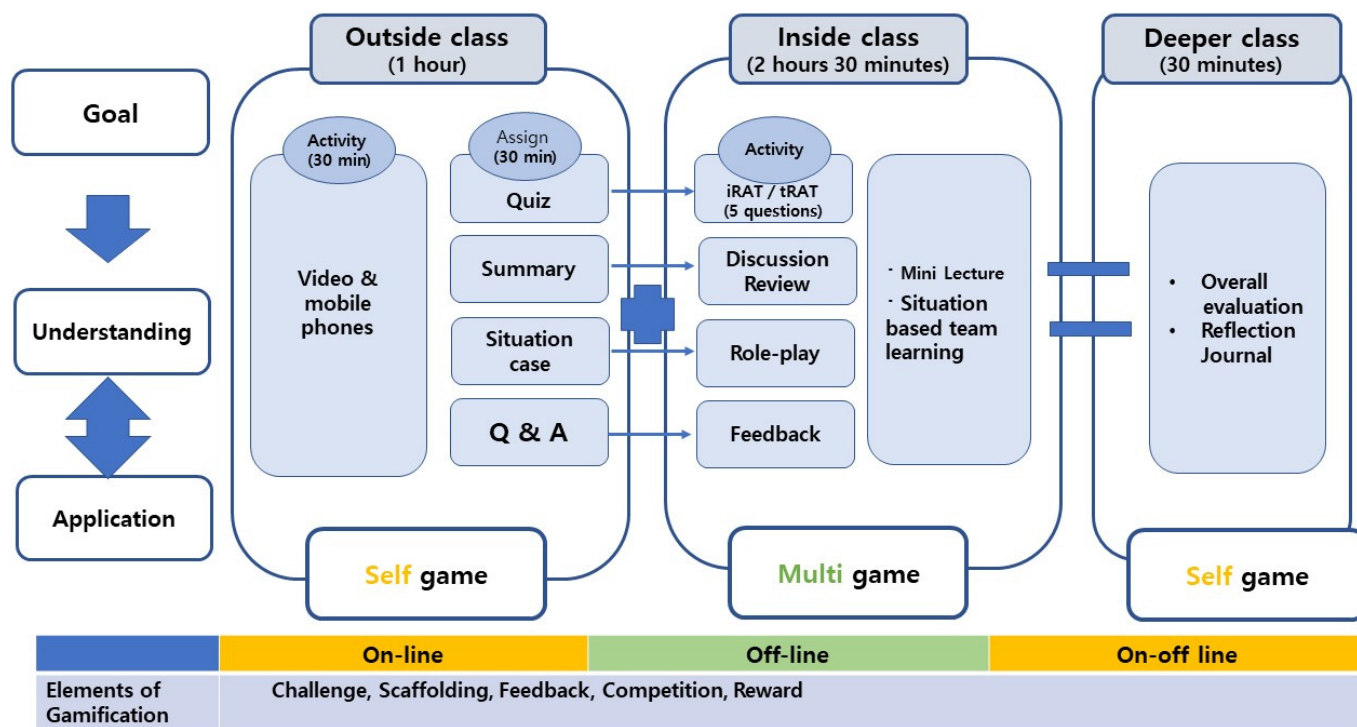 Outside class
(1 hour)
Inside class
(2 hours 30 minutes)
Deeper class
(30 minutes)
Goal
Understanding
Application
Activity
(30 min)
Video &
mobile
phones
Assign
(30 min)
Quiz
Summary
Situation
case
Q & A
Activity
iRAT / tRAT
(5 questions)
Discussion
Review
Role-play
Feedback
· Mini Lecture
· Situation
based team
learning
• Overall
evaluation
• Reflection
Journal
Self game
Multi game
Self game
On-line
Off-line
On-off line
Elements of
Gamification
Challenge, Scaffolding, Feedback, Competition, Reward